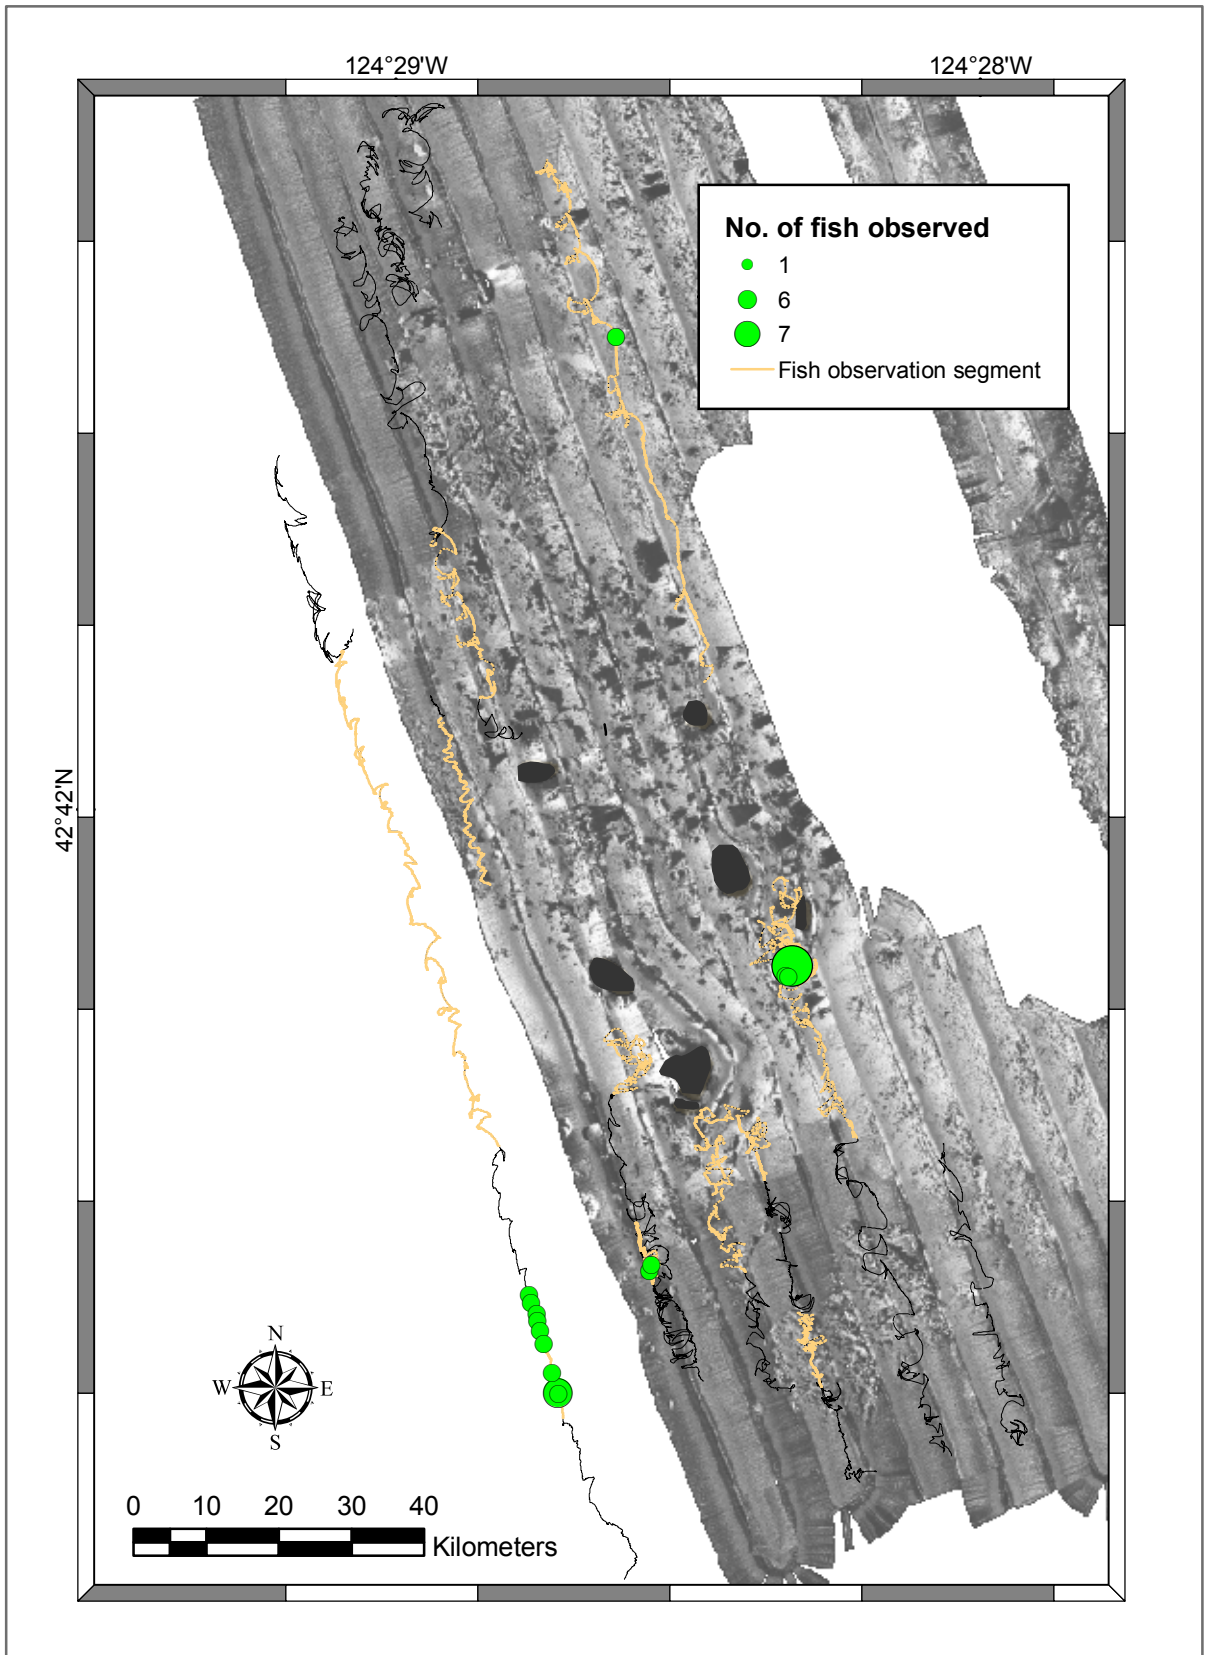 124°29'W 124°28'W
No. of fish observed
1
6
7
Fish observation segment
42°42'N
N
W E
S
0 10 20 30 40
Kilometers